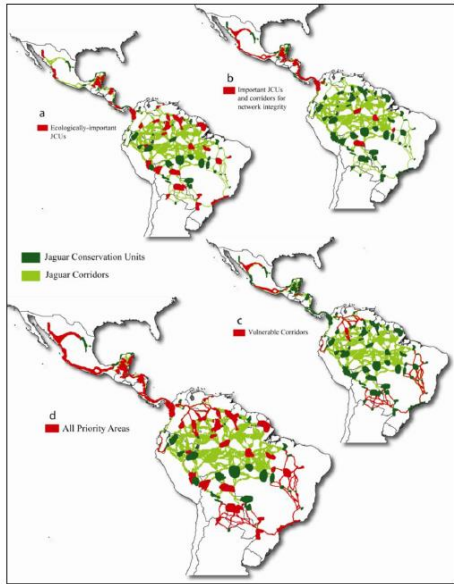 a
Ecologically-important
JCUs
b
Important JCUs
and corridors for
network integrity
Jaguar Conservation Units
Jaguar Corridors
c
Vulnerable Corridors
d
All Priority Areas